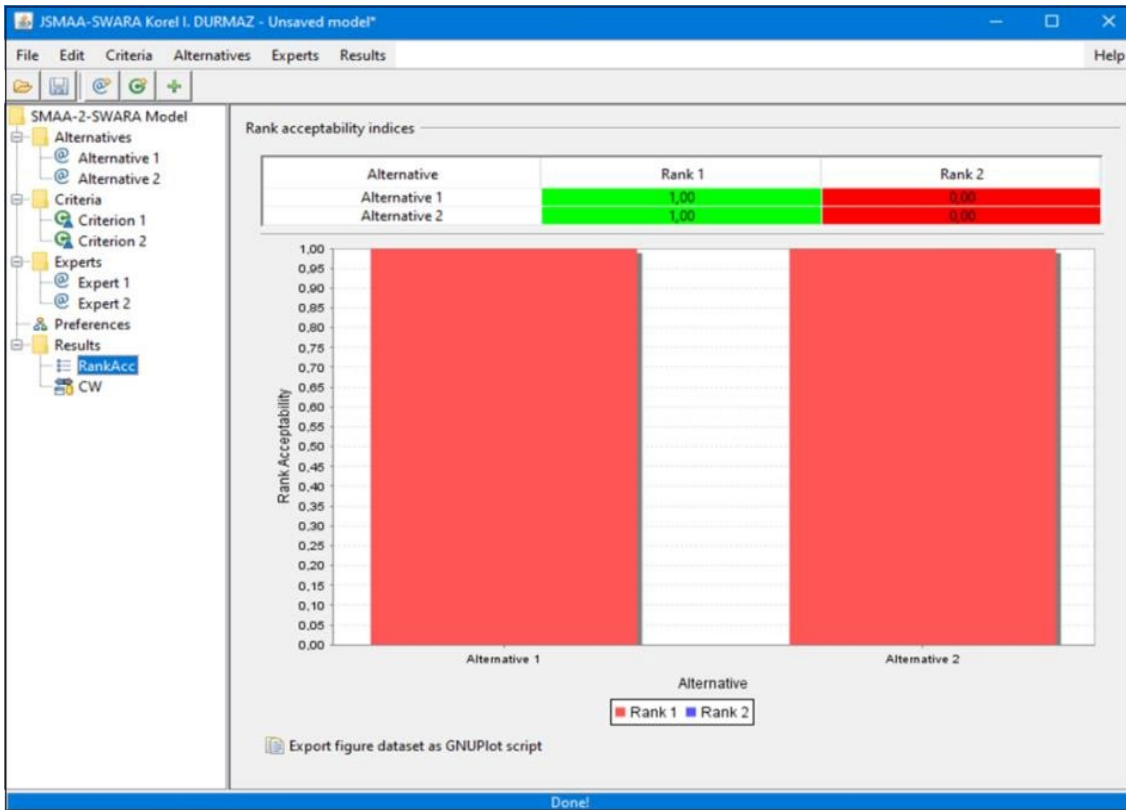 JSMAA-SWARA Korel I. DURMAZ - Unsaved model*
File Edit Criteria Alternatives Experts Results Help
SMAA-2-SWARA Model
Alternatives
Alternative 1
Alternative 2
Criteria
Criterion 1
Criterion 2
Experts
Expert 1
Expert 2
Preferences
Results
RankAcc
CW
Rank acceptability indices
Alternative Rank 1 Rank 2
Alternative 1 1,00 0,00
Alternative 2 1,00 0,00
Rank Acceptability
1,00
0,95
0,90
0,85
0,80
0,75
0,70
0,65
0,60
0,55
0,50
0,45
0,40
0,35
0,30
0,25
0,20
0,15
0,10
0,05
0,00
Alternative 1 Alternative 2
Alternative
Rank 1 Rank 2
Export figure dataset as GNUPlot script
Done!